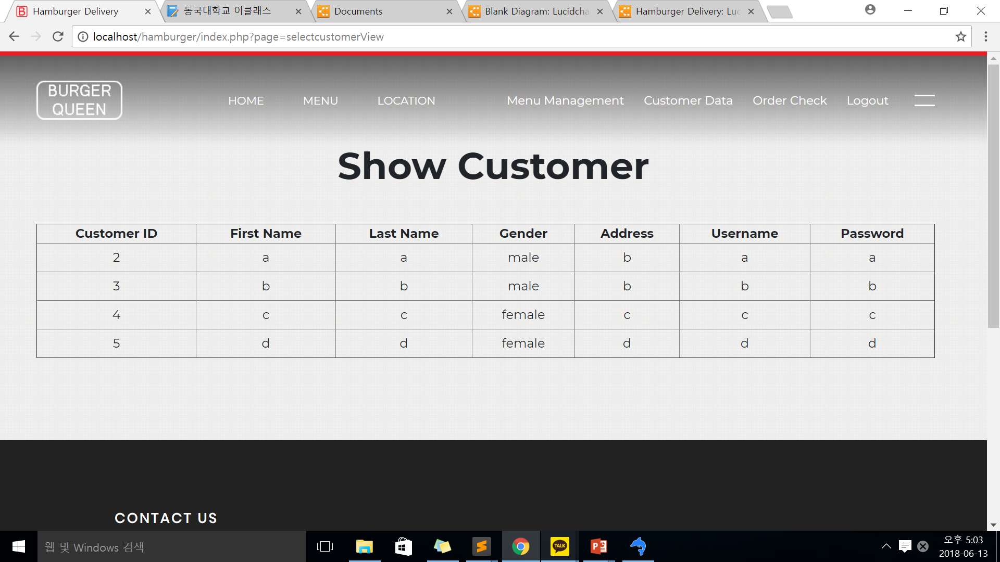 Hamburger Delivery
동국대학교 이클래스
Documents
Blank Diagram: Lucidcha
Hamburger Delivery: Luc
localhost/hamburger/index.php?page=selectcustomerView
BURGER
QUEEN
HOME
MENU
LOCATION
Menu Management
Customer Data
Order Check
Logout
Show Customer
Customer ID First Name Last Name Gender Address Username Password
2 a a male b a a
3 b b male b b b
4 c c female c c c
5 d d female d d d
CONTACT US
웹 및 Windows 검색
TALK
오후 5:03
2018-06-13